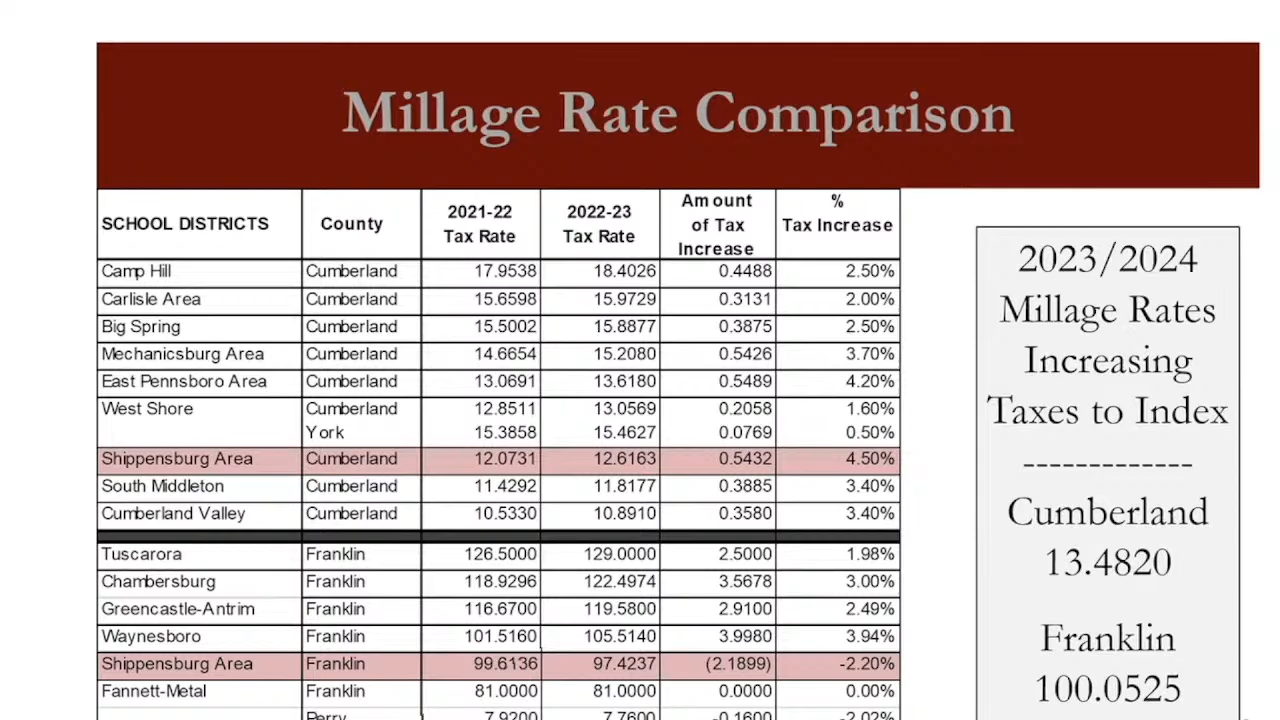 Millage Rate Comparison
SCHOOL DISTRICTS County 2021-22 Tax Rate 2022-23 Tax Rate Amount of Tax Increase % Tax Increase
Camp Hill Cumberland 17.9538 18.4026 0.4488 2.50%
Carlisle Area Cumberland 15.6598 15.9729 0.3131 2.00%
Big Spring Cumberland 15.5002 15.8877 0.3875 2.50%
Mechanicsburg Area Cumberland 14.6654 15.2080 0.5426 3.70%
East Pennsboro Area Cumberland 13.0691 13.6180 0.5489 4.20%
West Shore Cumberland 12.8511 13.0569 0.2058 1.60%
York 15.3858 15.4627 0.0769 0.50%
Shippensburg Area Cumberland 12.0731 12.6163 0.5432 4.50%
South Middleton Cumberland 11.4292 11.8177 0.3885 3.40%
Cumberland Valley Cumberland 10.5330 10.8910 0.3580 3.40%
Tuscarora Franklin 126.5000 129.0000 2.5000 1.98%
Chambersburg Franklin 118.9296 122.4974 3.5678 3.00%
Greencastle-Antrim Franklin 116.6700 119.5800 2.9100 2.49%
Waynesboro Franklin 101.5160 105.5140 3.9980 3.94%
Shippensburg Area Franklin 99.6136 97.4237 (2.1899) -2.20%
Fannett-Metal Franklin 81.0000 81.0000 0.0000 0.00%
Perry 7.9200 7.7600 -0.1600 -2.02%
2023/2024
Millage Rates
Increasing
Taxes to Index
-------------
Cumberland
13.4820
Franklin
100.0525